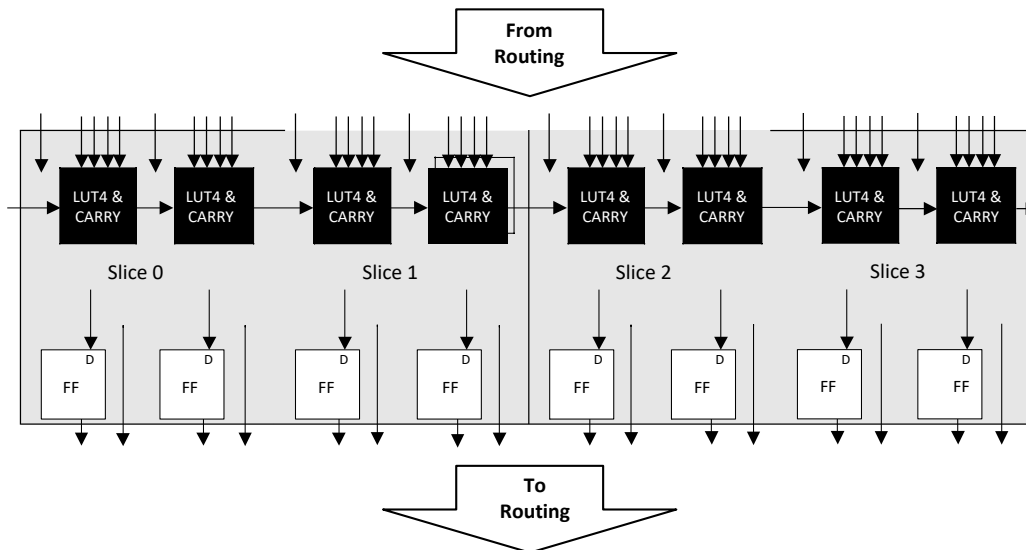 From
Routing
LUT4 &
CARRY
LUT4 &
CARRY
LUT4 &
CARRY
LUT4 &
CARRY
LUT4 &
CARRY
LUT4 &
CARRY
LUT4 &
CARRY
LUT4 &
CARRY
Slice 0
Slice 1
Slice 2
Slice 3
D
FF
D
FF
D
FF
D
FF
D
FF
D
FF
D
FF
D
FF
To
Routing